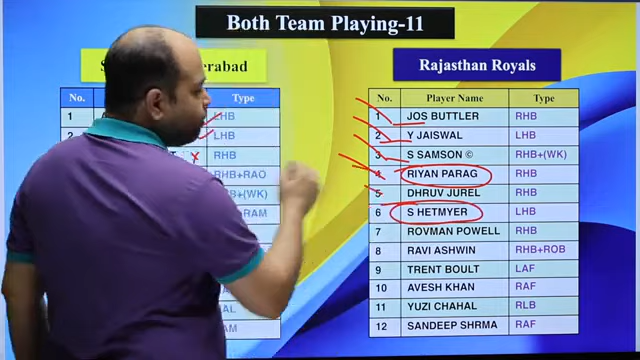 Both Team Playing-11
abad
No.
Type
1
LHB
2
LHB
RHB
RHB+RAO
Rajasthan Royals
No. Player Name Type
1 JOS BUTTLER RHB
2 Y JAISWAL LHB
3 S SAMSON © RHB+(WK)
4 RIYAN PARAG RHB
5 DHRUV JUREL RHB
6 S HETMYER LHB
7 ROVMAN POWELL RHB
8 RAVI ASHWIN RHB+ROB
9 TRENT BOULT LAF
10 AVESH KHAN RAF
11 YUZI CHAHAL RLB
12 SANDEEP SHRMA RAF